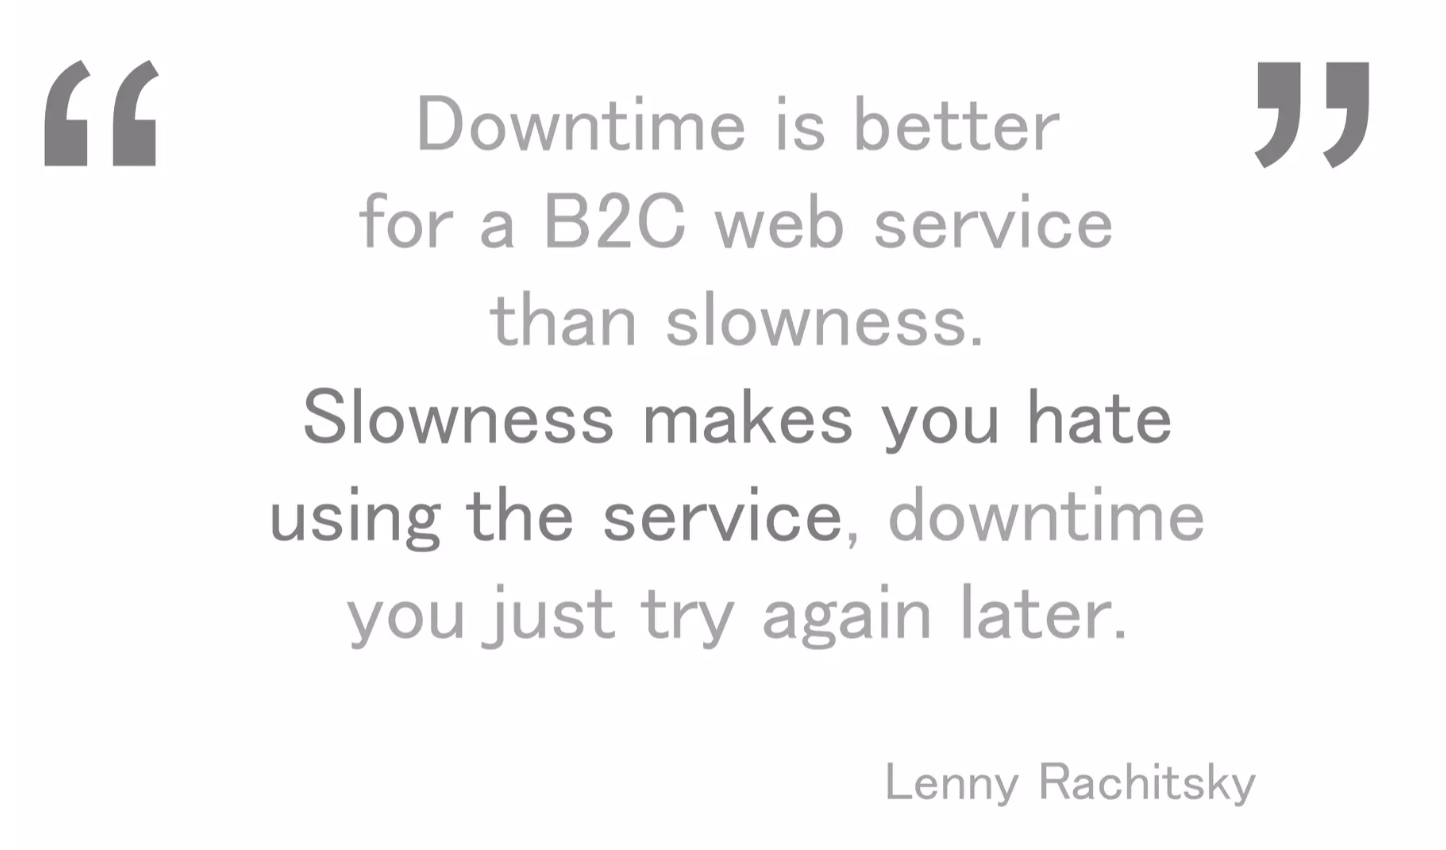 “ Downtime is better ”
for a B2C web service
than slowness.
Slowness makes you hate
using the service, downtime
you just try again later.
Lenny Rachitsky